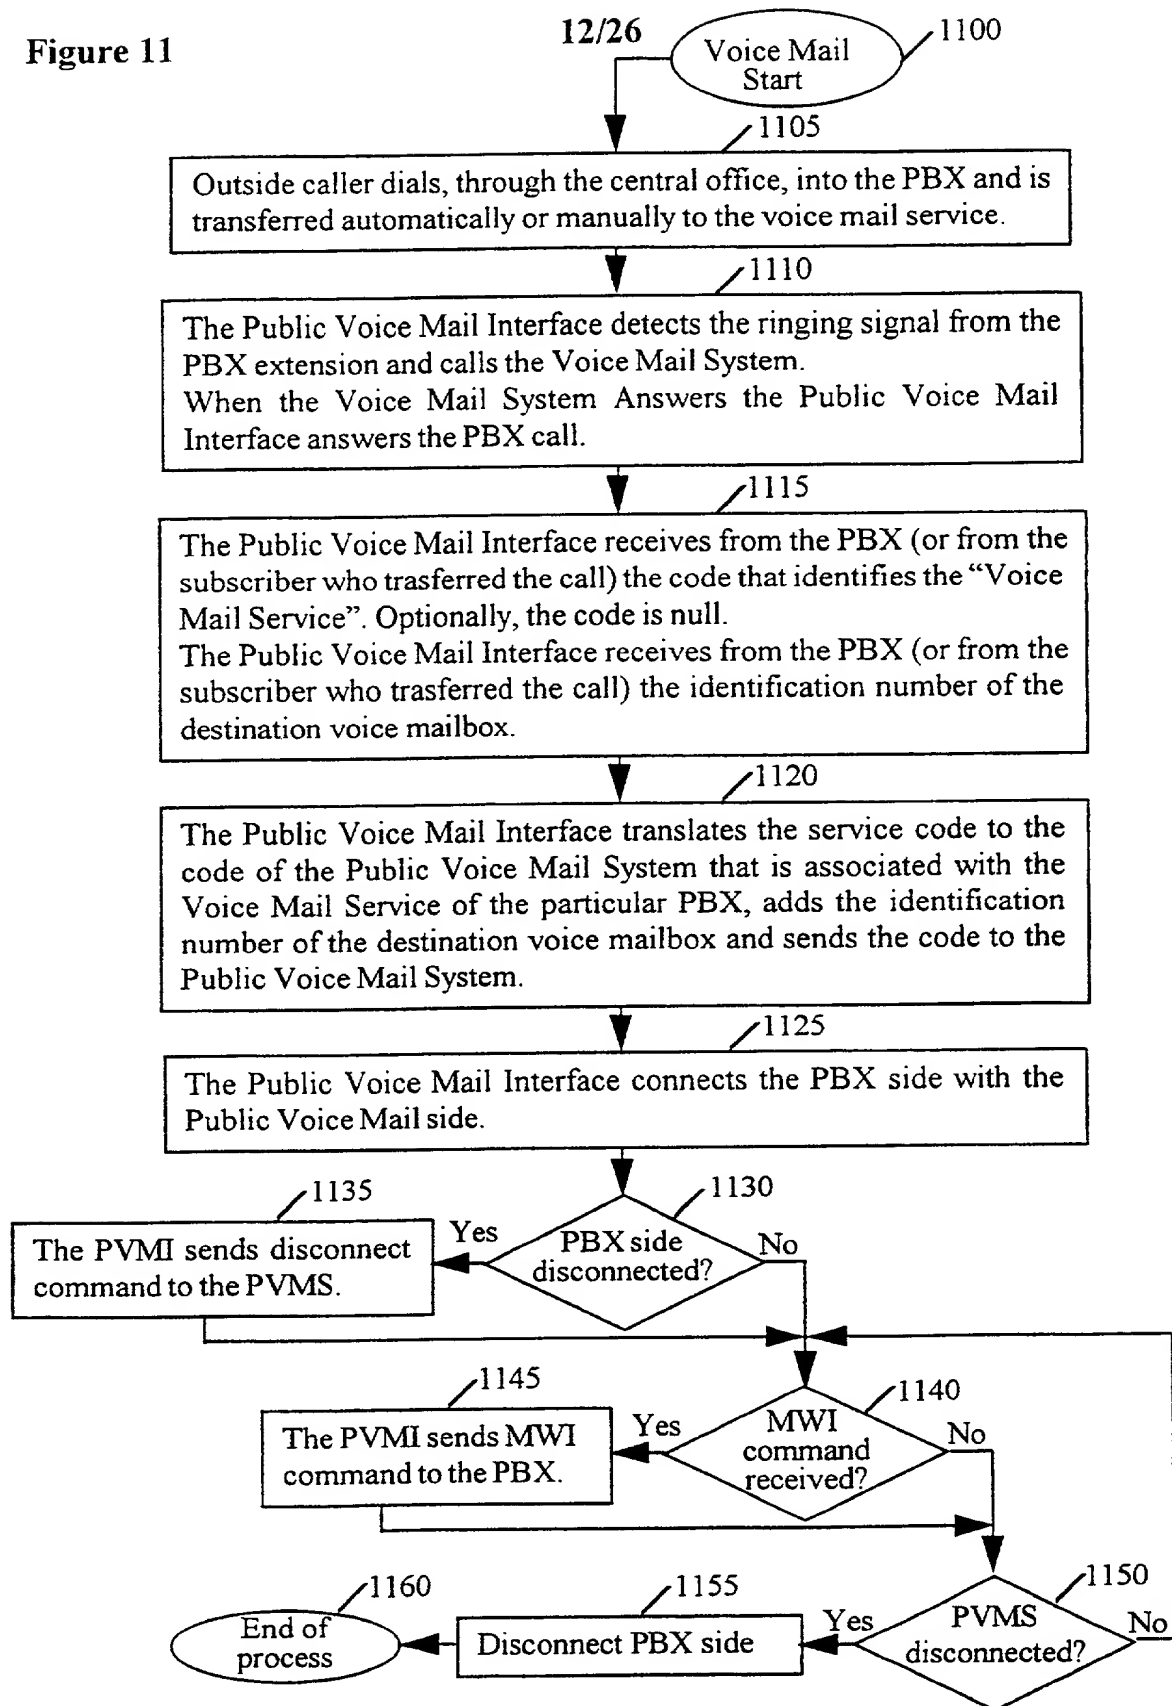 Figure 11
12/26
Voice Mail
Start
1100
1105
Outside caller dials, through the central office, into the PBX and is
transferred automatically or manually to the voice mail service.
1110
The Public Voice Mail Interface detects the ringing signal from the
PBX extension and calls the Voice Mail System.
When the Voice Mail System Answers the Public Voice Mail
Interface answers the PBX call.
1115
The Public Voice Mail Interface receives from the PBX (or from the
subscriber who trasferred the call) the code that identifies the “Voice
Mail Service”. Optionally, the code is null.
The Public Voice Mail Interface receives from the PBX (or from the
subscriber who trasferred the call) the identification number of the
destination voice mailbox.
1120
The Public Voice Mail Interface translates the service code to the
code of the Public Voice Mail System that is associated with the
Voice Mail Service of the particular PBX, adds the identification
number of the destination voice mailbox and sends the code to the
Public Voice Mail System.
1125
The Public Voice Mail Interface connects the PBX side with the
Public Voice Mail side.
1130
PBX side
disconnected?
Yes
No
1135
The PVMI sends disconnect
command to the PVMS.
1140
MWI
command
received?
Yes
No
1145
The PVMI sends MWI
command to the PBX.
1150
PVMS
disconnected?
Yes
No
1155
Disconnect PBX side
1160
End of
process